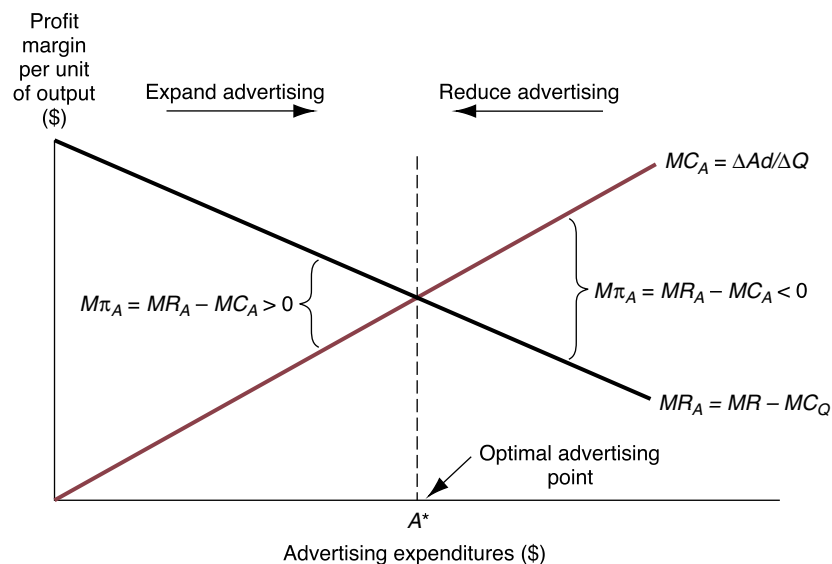 Profit
margin
per unit
of output
($)
Expand advertising
Reduce advertising
MC_A = ΔAd/ΔQ
Mπ_A = MR_A – MC_A > 0
Mπ_A = MR_A – MC_A < 0
MR_A = MR – MC_Q
Optimal advertising
point
A*
Advertising expenditures ($)